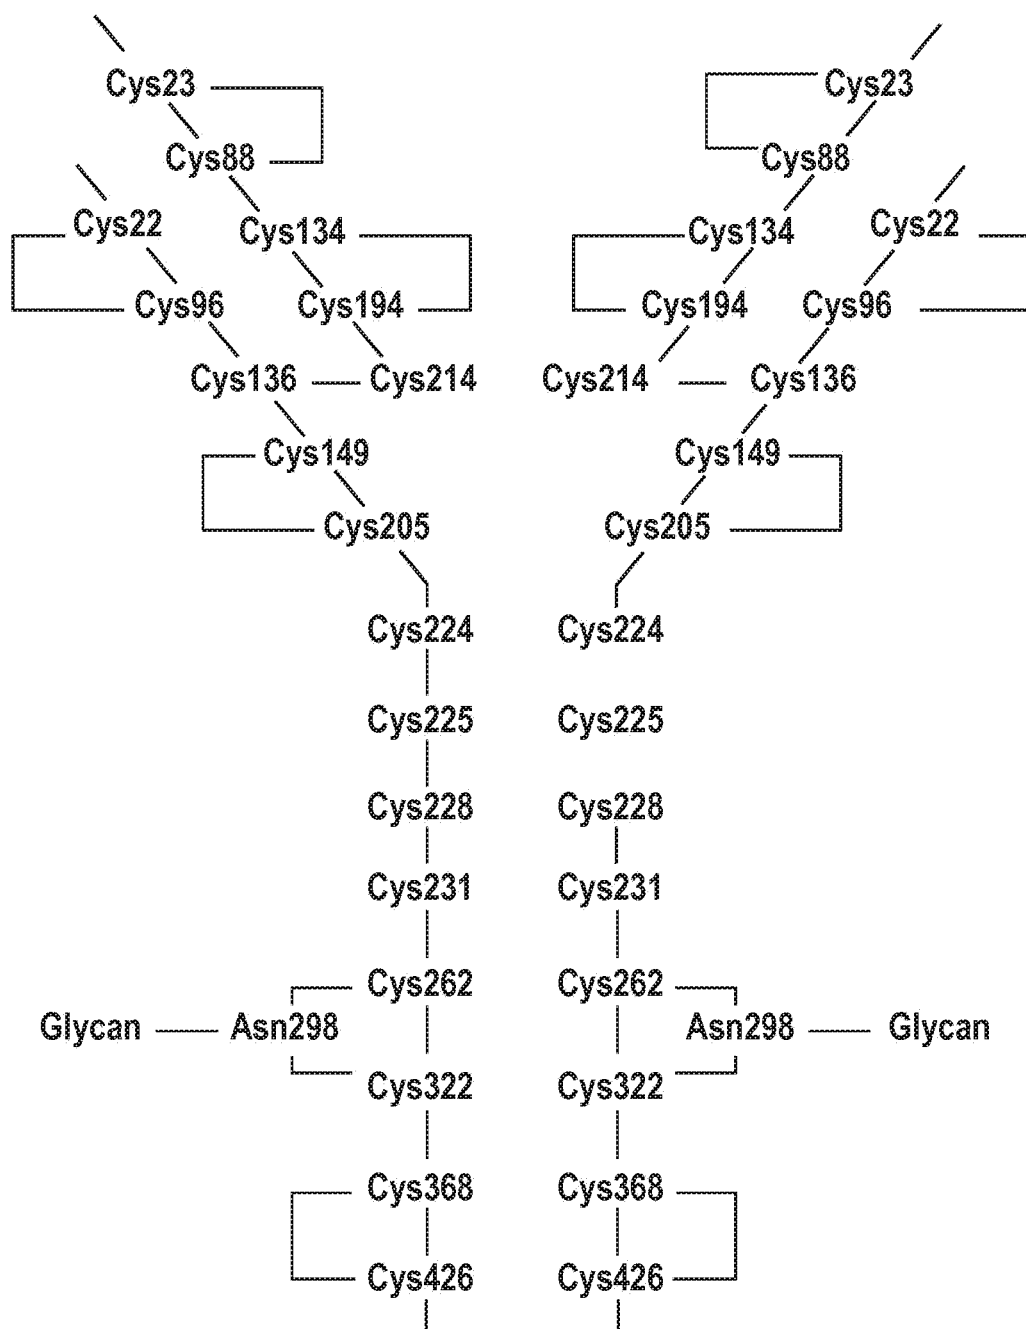 Cys23 Cys23
Cys88 Cys88
Cys22 Cys134 Cys134 Cys22
Cys96 Cys194 Cys194 Cys96
Cys136 Cys214 Cys214 Cys136
Cys149 Cys149
Cys205 Cys205
Cys224 Cys224
Cys225 Cys225
Cys228 Cys228
Cys231 Cys231
Cys262 Cys262
Glycan Asn298 Asn298 Glycan
Cys322 Cys322
Cys368 Cys368
Cys426 Cys426